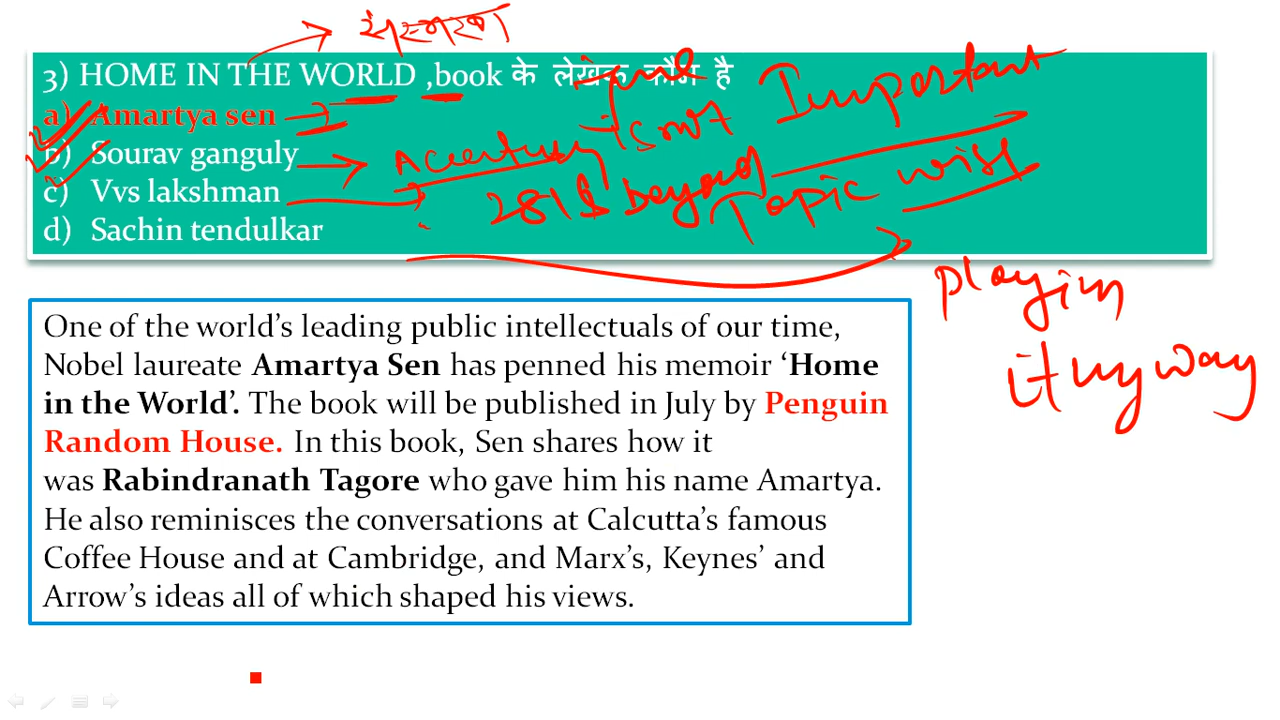 संस्मरण
3) HOME IN THE WORLD ,book के लेखक कौन है
a) Amartya sen
b) Sourav ganguly
c) Vvs lakshman
d) Sachin tendulkar
A Century is not Important
281 & beyond
Topic wise
playing
it my way
One of the world's leading public intellectuals of our time,
Nobel laureate Amartya Sen has penned his memoir ‘Home
in the World’. The book will be published in July by Penguin
Random House. In this book, Sen shares how it
was Rabindranath Tagore who gave him his name Amartya.
He also reminisces the conversations at Calcutta's famous
Coffee House and at Cambridge, and Marx's, Keynes’ and
Arrow's ideas all of which shaped his views.